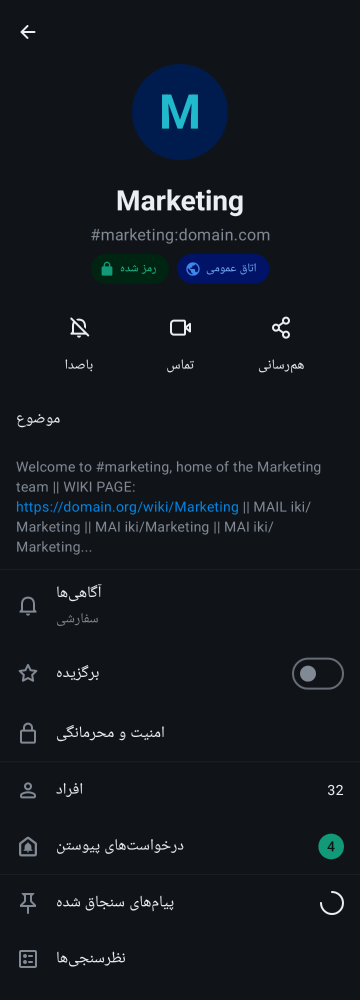 M
Marketing
#marketing:domain.com
رمز شده
اتاق عمومی
باصدا
تماس
هم‌رسانی
موضوع
Welcome to #marketing, home of the Marketing
team || WIKI PAGE:
https://domain.org/wiki/Marketing || MAIL iki/
Marketing || MAI iki/Marketing || MAI iki/
Marketing...
آگاهی‌ها
سفارشی
برگزیده
امنیت و محرمانگی
افراد
32
درخواست‌های پیوستن
4
پیام‌های سنجاق شده
نظرسنجی‌ها